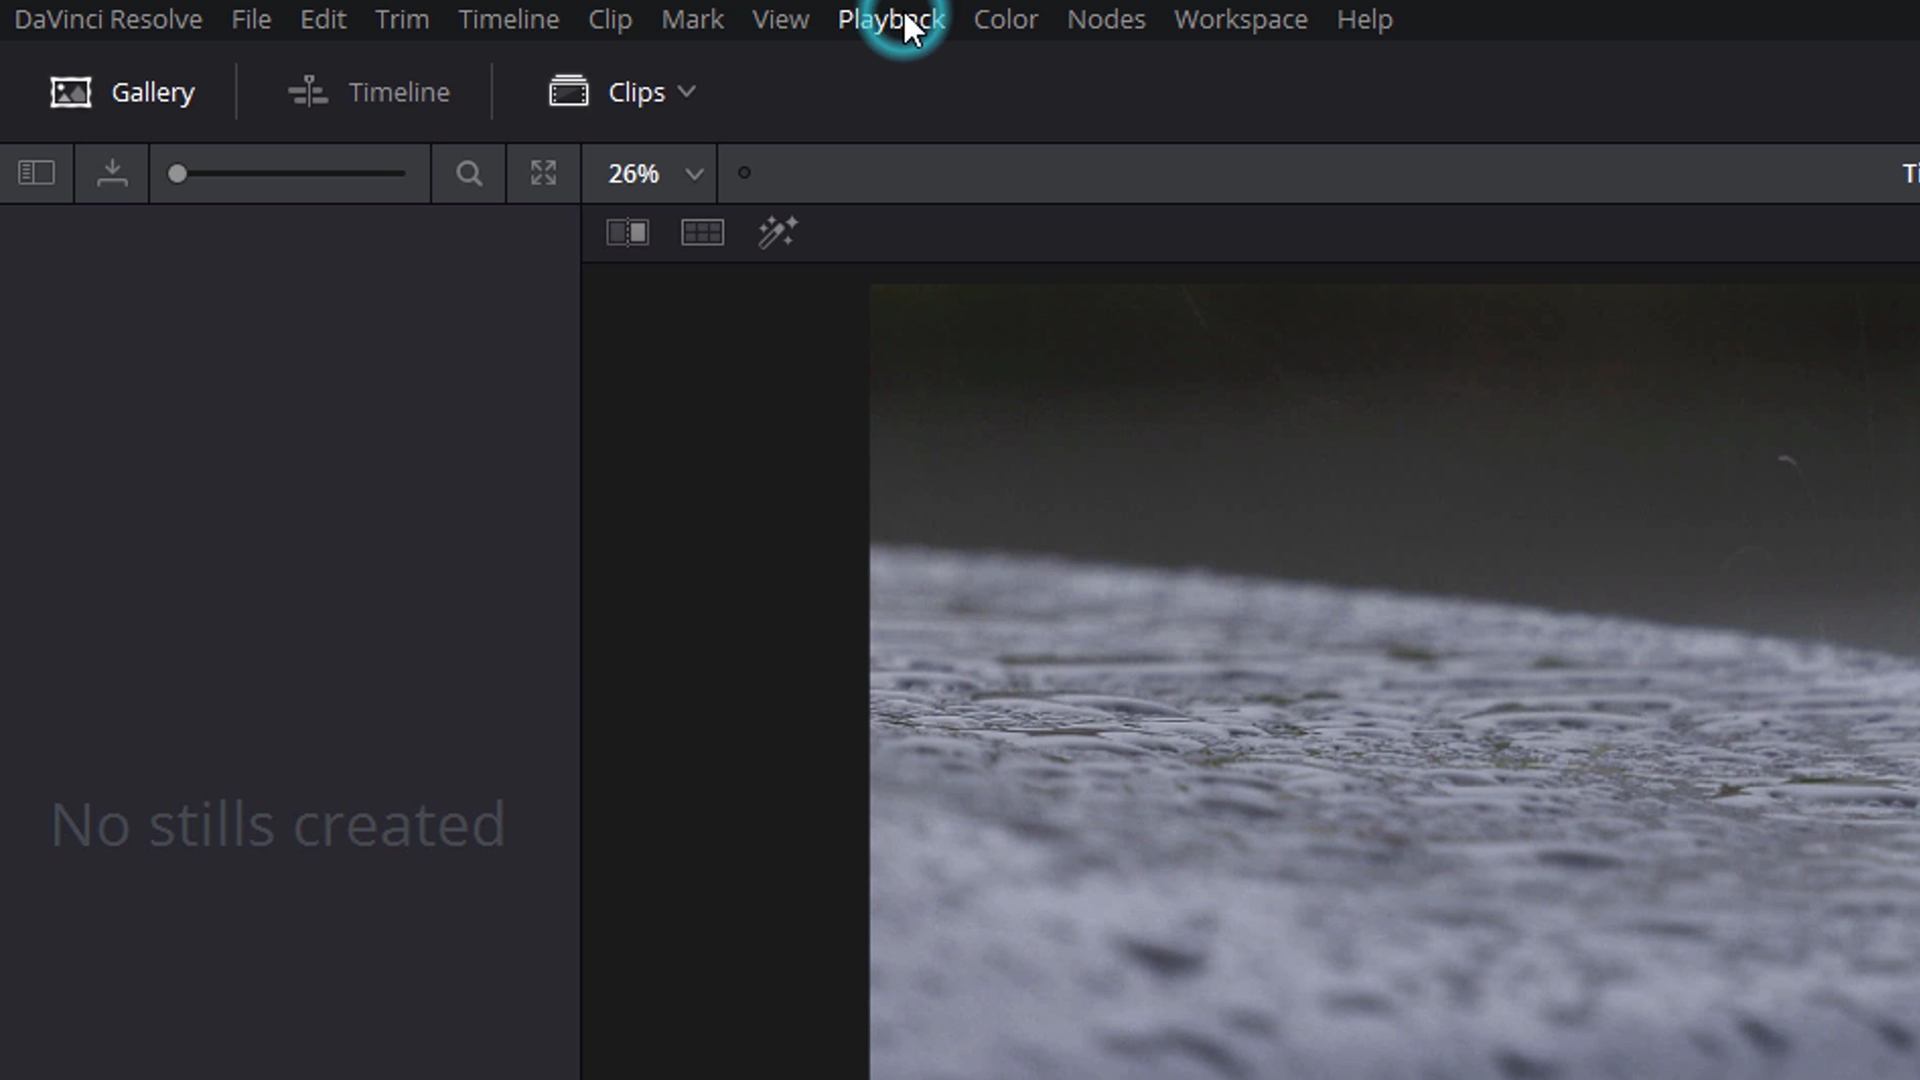 DaVinci Resolve File Edit Trim Timeline Clip Mark View Playback Color Nodes Workspace Help
Gallery Timeline Clips
26% Ti
No stills created